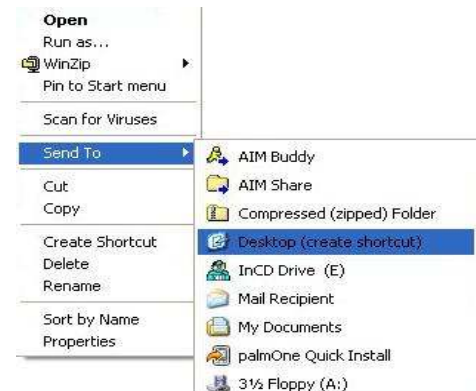 Open
Run as...
WinZip
Pin to Start menu
Scan for Viruses
Send To
Cut
Copy
Create Shortcut
Delete
Rename
Sort by Name
Properties
AIM Buddy
AIM Share
Compressed (zipped) Folder
Desktop (create shortcut)
InCD Drive (E)
Mail Recipient
My Documents
palmOne Quick Install
3½ Floppy (A:)